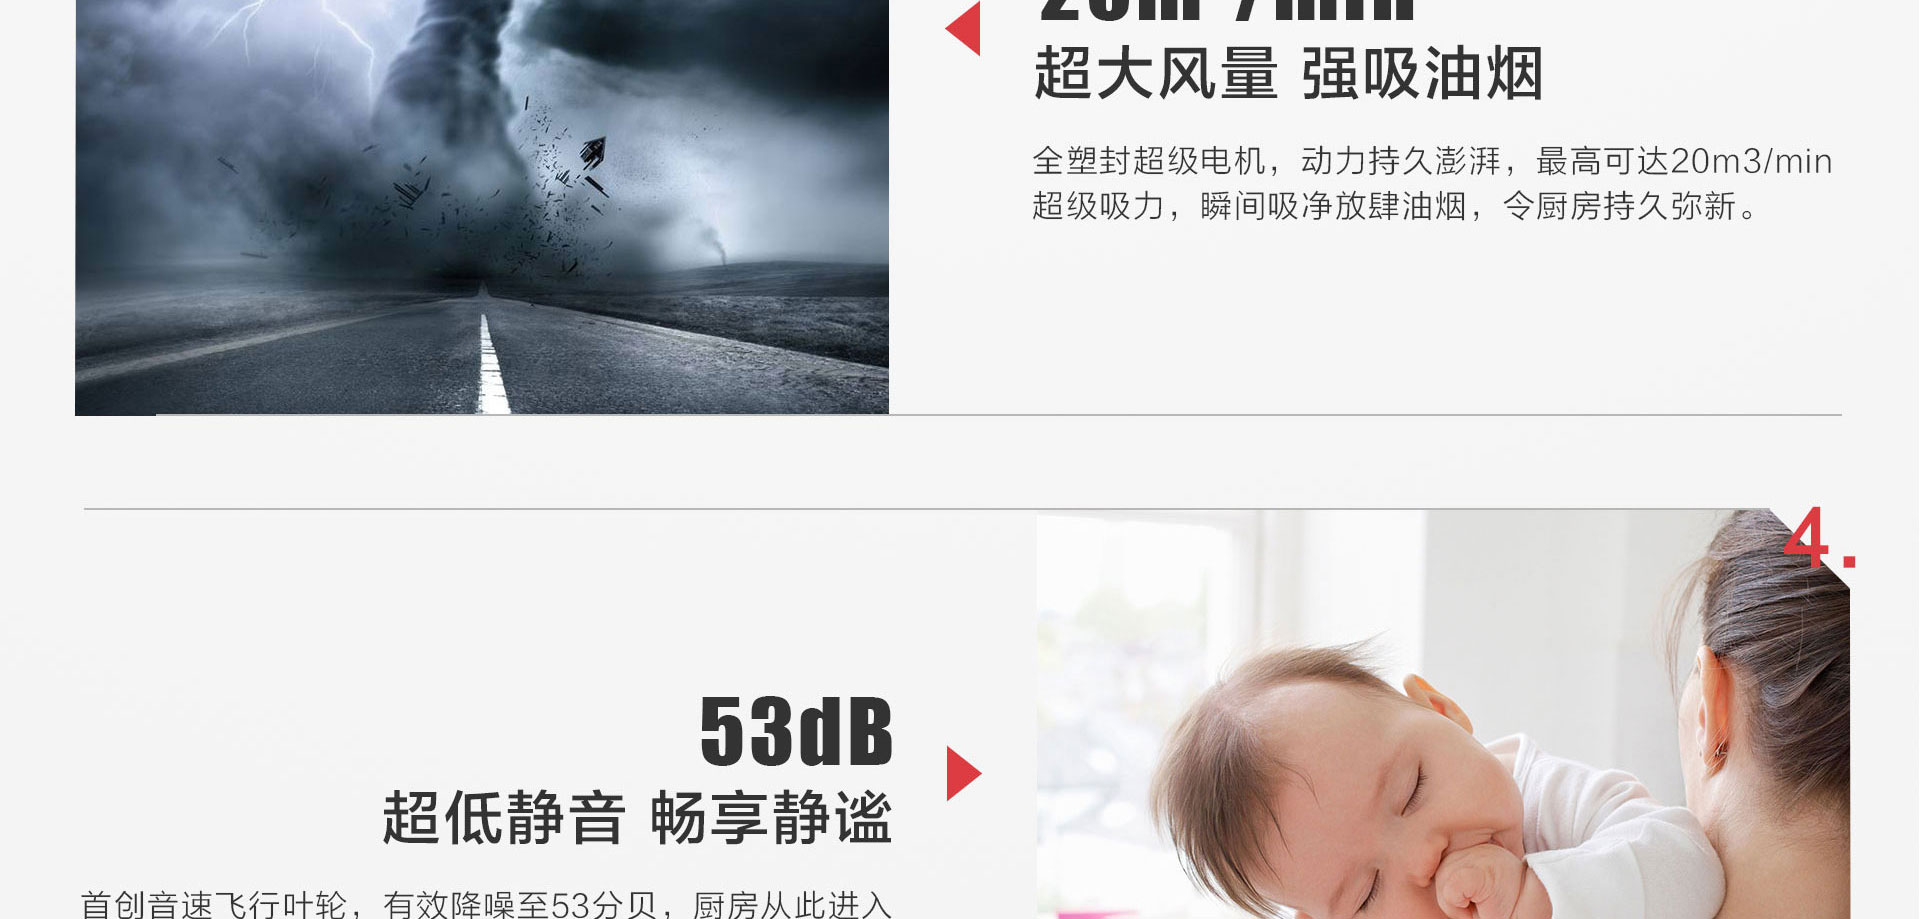 超大风量 强吸油烟
全塑封超级电机，动力持久澎湃，最高可达20m3/min
超级吸力，瞬间吸净放肆油烟，令厨房持久弥新。
4.
53dB
超低静音 畅享静谧
首创音速飞行叶轮，有效降噪至53分贝，厨房从此进入